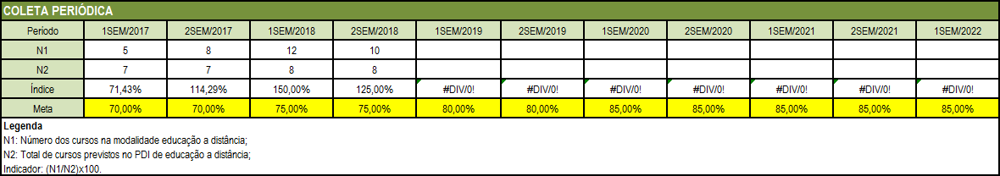 COLETA PERIÓDICA
Período 1SEM/2017 2SEM/2017 1SEM/2018 2SEM/2018 1SEM/2019 2SEM/2019 1SEM/2020 2SEM/2020 1SEM/2021 2SEM/2021 1SEM/2022
N1 5 8 12 10
N2 7 7 8 8
Índice 71,43% 114,29% 150,00% 125,00% #DIV/0! #DIV/0! #DIV/0! #DIV/0! #DIV/0! #DIV/0! #DIV/0!
Meta 70,00% 70,00% 75,00% 75,00% 80,00% 80,00% 85,00% 85,00% 85,00% 85,00% 85,00%
Legenda
N1: Número dos cursos na modalidade educação a distância;
N2: Total de cursos previstos no PDI de educação a distância;
Indicador: (N1/N2)x100.